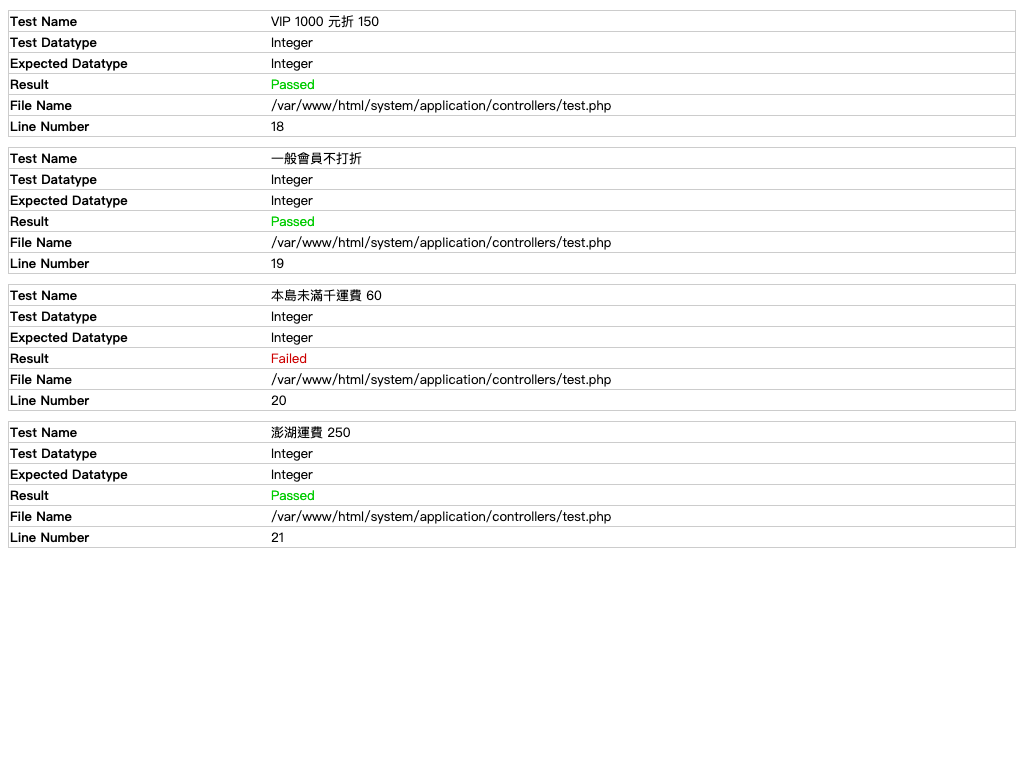 Test Name VIP 1000 元折 150
Test Datatype Integer
Expected Datatype Integer
Result Passed
File Name /var/www/html/system/application/controllers/test.php
Line Number 18
Test Name 一般會員不打折
Test Datatype Integer
Expected Datatype Integer
Result Passed
File Name /var/www/html/system/application/controllers/test.php
Line Number 19
Test Name 本島未滿千運費 60
Test Datatype Integer
Expected Datatype Integer
Result Failed
File Name /var/www/html/system/application/controllers/test.php
Line Number 20
Test Name 澎湖運費 250
Test Datatype Integer
Expected Datatype Integer
Result Passed
File Name /var/www/html/system/application/controllers/test.php
Line Number 21